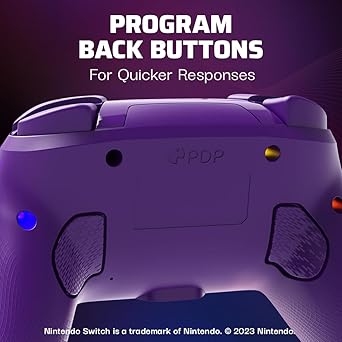 PROGRAM
BACK BUTTONS
For Quicker Responses
PDP
Nintendo Switch is a trademark of Nintendo. © 2023 Nintendo.